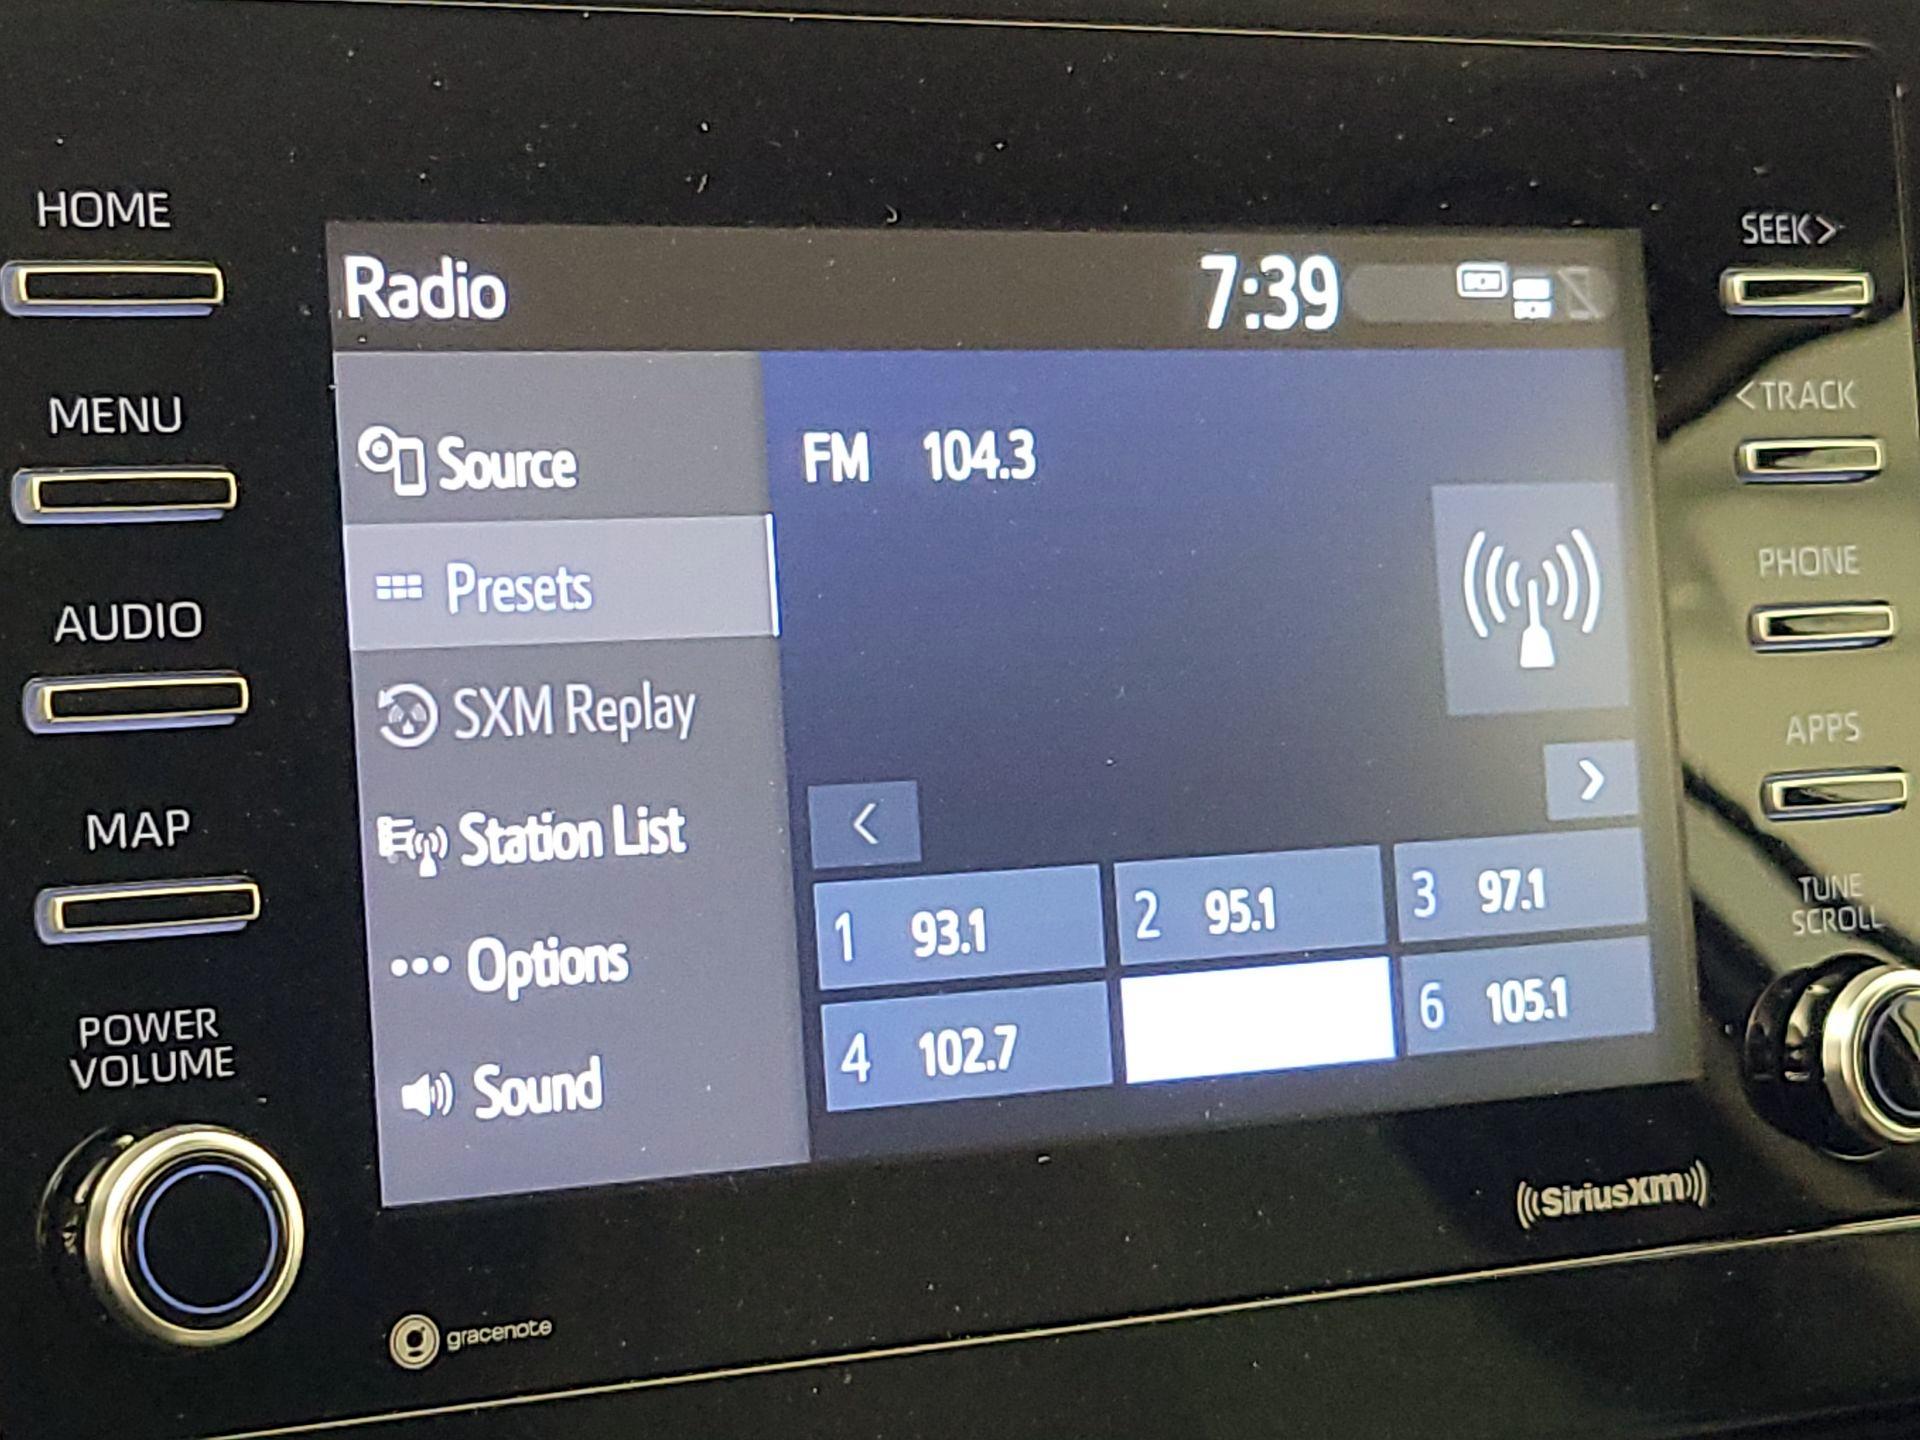 HOME
MENU
AUDIO
MAP
POWER
VOLUME
Radio
7:39
DCM
DCM
Source
Presets
SXM Replay
Station List
Options
Sound
FM 104.3
<
>
1 93.1
2 95.1
3 97.1
4 102.7
6 105.1
SEEK>
<TRACK
PHONE
APPS
TUNE
SCROLL
gracenote
((SiriusXM))